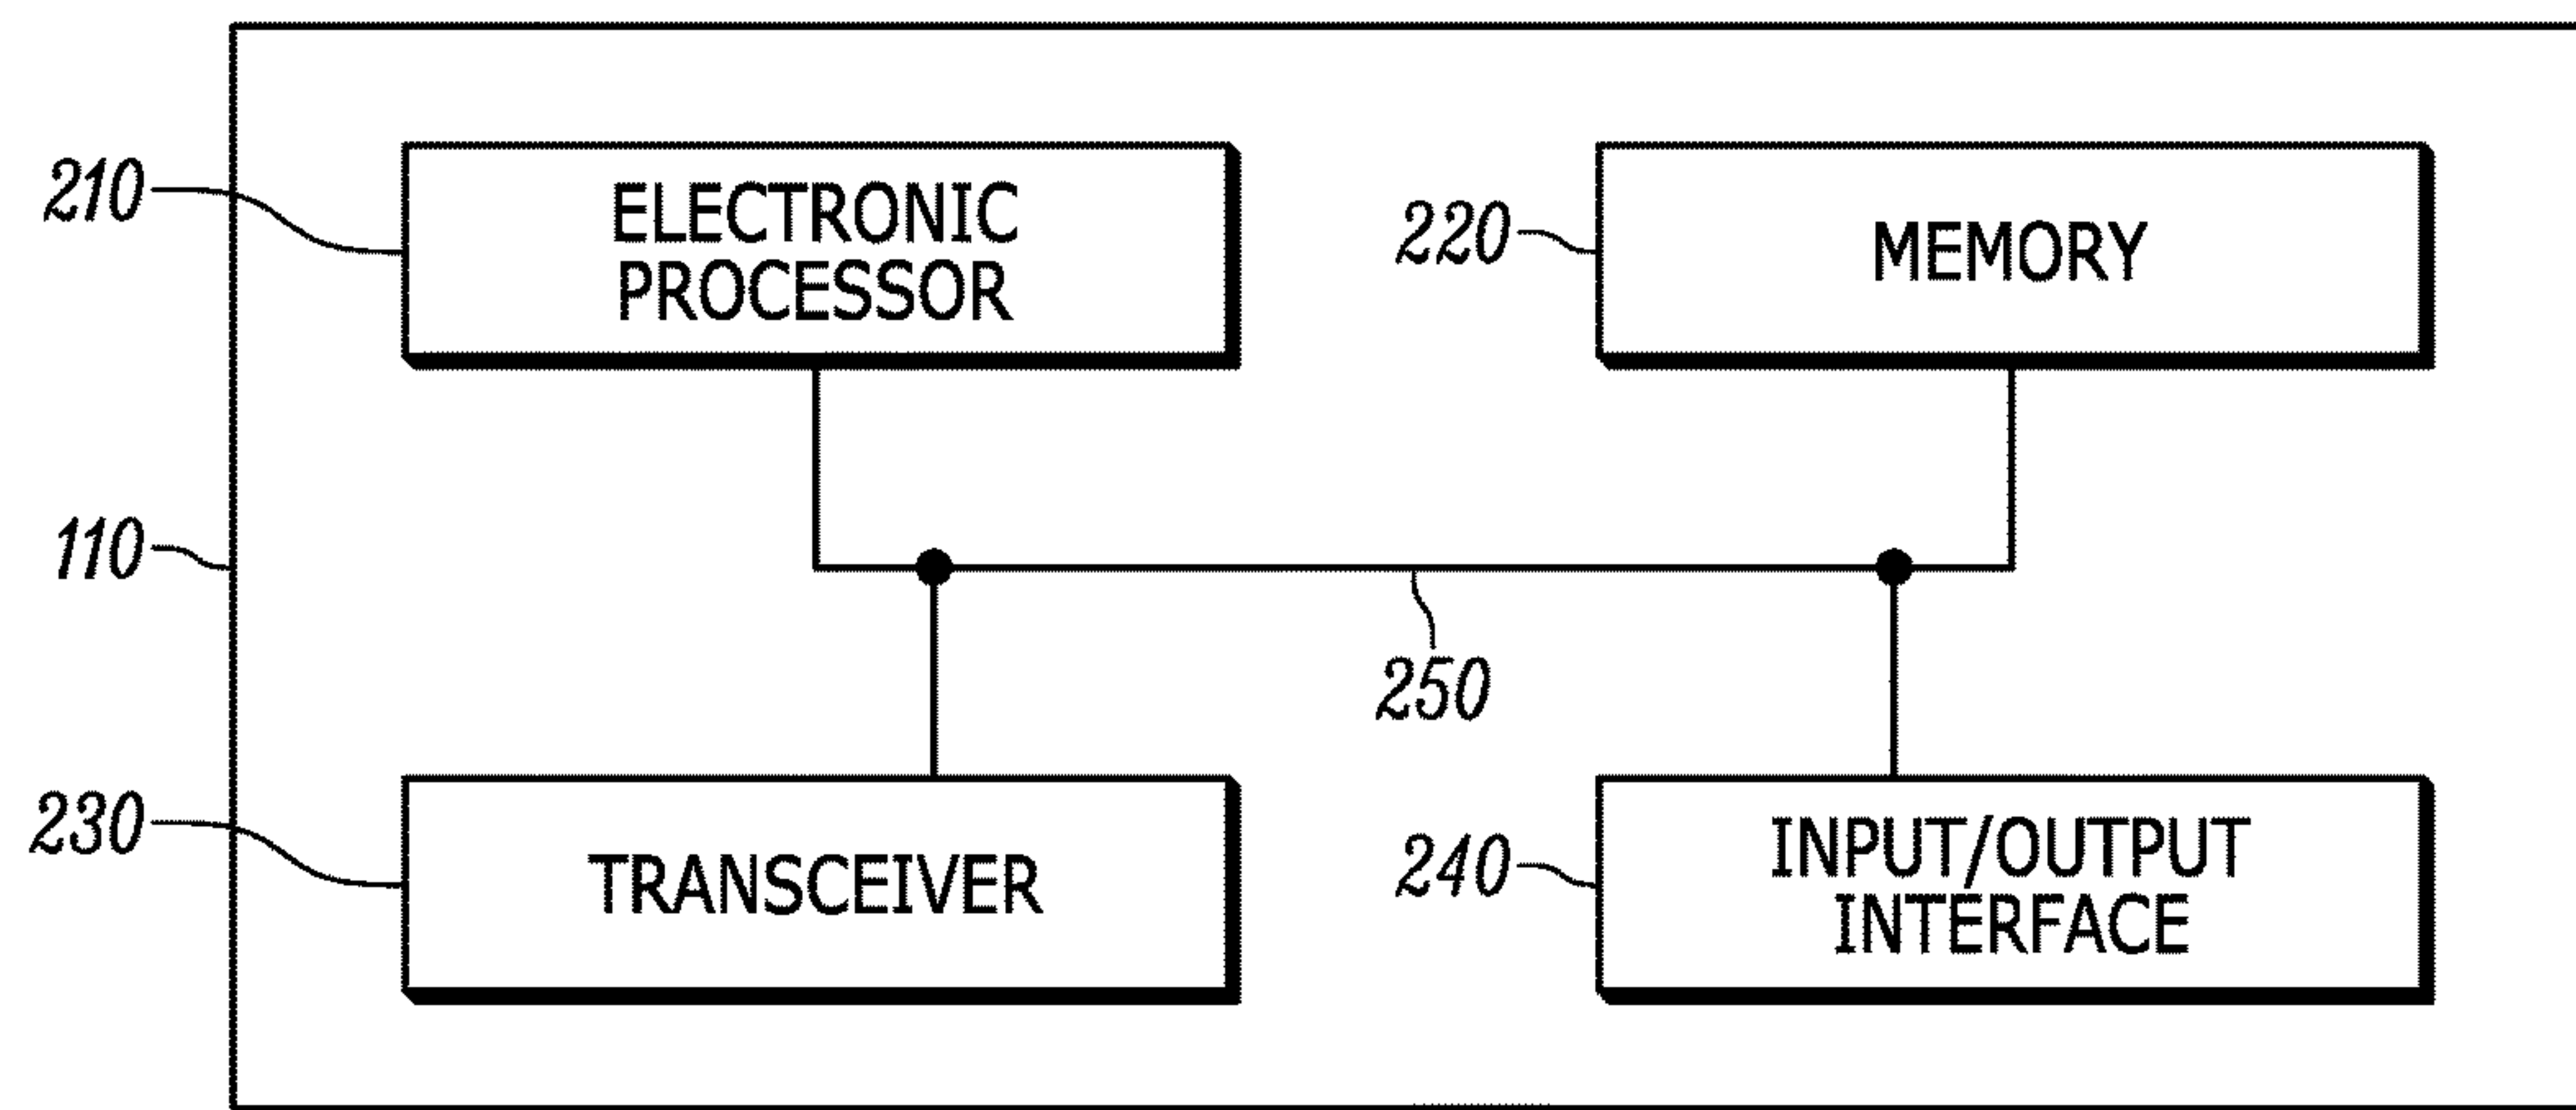 210
ELECTRONIC
PROCESSOR
220
MEMORY
110
250
230
TRANSCEIVER
240
INPUT/OUTPUT
INTERFACE